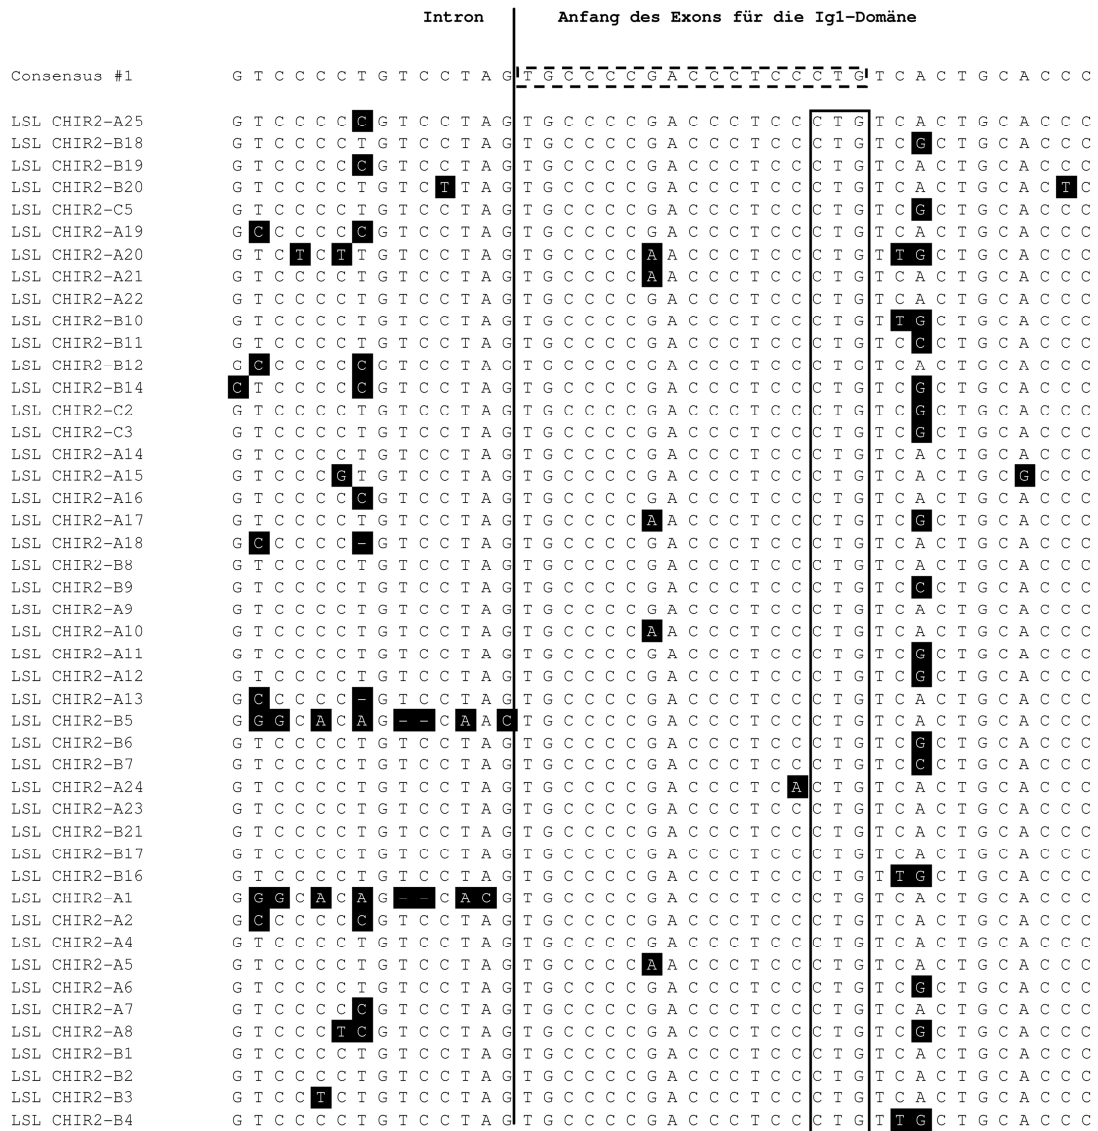 Intron Anfang des Exons für die Ig1-Domäne
Consensus #1 G T C C C C T G T C C T A G T G C C C C G A C C C T C C C T G T C A C T G C A C C C
LSL CHIR2-A25 G T C C C C C G T C C T A G T G C C C C G A C C C T C C C T G T C A C T G C A C C C
LSL CHIR2-B18 G T C C C C T G T C C T A G T G C C C C G A C C C T C C C T G T C G C T G C A C C C
LSL CHIR2-B19 G T C C C C C G T C C T A G T G C C C C G A C C C T C C C T G T C A C T G C A C C C
LSL CHIR2-B20 G T C C C C T G T C T T A G T G C C C C G A C C C T C C C T G T C A C T G C A C T C
LSL CHIR2-C5 G T C C C C T G T C C T A G T G C C C C G A C C C T C C C T G T C G C T G C A C C C
LSL CHIR2-A19 G C C C C C C G T C C T A G T G C C C C G A C C C T C C C T G T C A C T G C A C C C
LSL CHIR2-A20 G T C T C T T G T C C T A G T G C C C C A A C C C T C C C T G T T G C T G C A C C C
LSL CHIR2-A21 G T C C C C T G T C C T A G T G C C C C A A C C C T C C C T G T C A C T G C A C C C
LSL CHIR2-A22 G T C C C C T G T C C T A G T G C C C C G A C C C T C C C T G T C A C T G C A C C C
LSL CHIR2-B10 G T C C C C T G T C C T A G T G C C C C G A C C C T C C C T G T T G C T G C A C C C
LSL CHIR2-B11 G T C C C C T G T C C T A G T G C C C C G A C C C T C C C T G T C C C T G C A C C C
LSL CHIR2-B12 G C C C C C C G T C C T A G T G C C C C G A C C C T C C C T G T C A C T G C A C C C
LSL CHIR2-B14 C T C C C C C G T C C T A G T G C C C C G A C C C T C C C T G T C G C T G C A C C C
LSL CHIR2-C2 G T C C C C T G T C C T A G T G C C C C G A C C C T C C C T G T C G C T G C A C C C
LSL CHIR2-C3 G T C C C C T G T C C T A G T G C C C C G A C C C T C C C T G T C G C T G C A C C C
LSL CHIR2-A14 G T C C C C T G T C C T A G T G C C C C G A C C C T C C C T G T C A C T G C A C C C
LSL CHIR2-A15 G T C C C G T G T C C T A G T G C C C C G A C C C T C C C T G T C A C T G C G C C C
LSL CHIR2-A16 G T C C C C C G T C C T A G T G C C C C G A C C C T C C C T G T C A C T G C A C C C
LSL CHIR2-A17 G T C C C C T G T C C T A G T G C C C C A A C C C T C C C T G T C G C T G C A C C C
LSL CHIR2-A18 G C C C C C - G T C C T A G T G C C C C G A C C C T C C C T G T C A C T G C A C C C
LSL CHIR2-B8 G T C C C C T G T C C T A G T G C C C C G A C C C T C C C T G T C A C T G C A C C C
LSL CHIR2-B9 G T C C C C T G T C C T A G T G C C C C G A C C C T C C C T G T C C C T G C A C C C
LSL CHIR2-A9 G T C C C C T G T C C T A G T G C C C C G A C C C T C C C T G T C A C T G C A C C C
LSL CHIR2-A10 G T C C C C T G T C C T A G T G C C C C A A C C C T C C C T G T C A C T G C A C C C
LSL CHIR2-A11 G T C C C C T G T C C T A G T G C C C C G A C C C T C C C T G T C G C T G C A C C C
LSL CHIR2-A12 G T C C C C T G T C C T A G T G C C C C G A C C C T C C C T G T C G C T G C A C C C
LSL CHIR2-A13 G C C C C C - G T C C T A G T G C C C C G A C C C T C C C T G T C A C T G C A C C C
LSL CHIR2-B5 G G G C A C A G - - C A A C T G C C C C G A C C C T C C C T G T C A C T G C A C C C
LSL CHIR2-B6 G T C C C C T G T C C T A G T G C C C C G A C C C T C C C T G T C G C T G C A C C C
LSL CHIR2-B7 G T C C C C T G T C C T A G T G C C C C G A C C C T C C C T G T C C C T G C A C C C
LSL CHIR2-A24 G T C C C C T G T C C T A G T G C C C C G A C C C T C A C T G T C A C T G C A C C C
LSL CHIR2-A23 G T C C C C T G T C C T A G T G C C C C G A C C C T C C C T G T C A C T G C A C C C
LSL CHIR2-B21 G T C C C C T G T C C T A G T G C C C C G A C C C T C C C T G T C A C T G C A C C C
LSL CHIR2-B17 G T C C C C T G T C C T A G T G C C C C G A C C C T C C C T G T C A C T G C A C C C
LSL CHIR2-B16 G T C C C C T G T C C T A G T G C C C C G A C C C T C C C T G T T G C T G C A C C C
LSL CHIR2-A1 G G G C A C A G - - C A C G T G C C C C G A C C C T C C C T G T C A C T G C A C C C
LSL CHIR2-A2 G C C C C C C G T C C T A G T G C C C C G A C C C T C C C T G T C A C T G C A C C C
LSL CHIR2-A4 G T C C C C T G T C C T A G T G C C C C G A C C C T C C C T G T C A C T G C A C C C
LSL CHIR2-A5 G T C C C C T G T C C T A G T G C C C C A A C C C T C C C T G T C A C T G C A C C C
LSL CHIR2-A6 G T C C C C T G T C C T A G T G C C C C G A C C C T C C C T G T C G C T G C A C C C
LSL CHIR2-A7 G T C C C C C G T C C T A G T G C C C C G A C C C T C C C T G T C A C T G C A C C C
LSL CHIR2-A8 G T C C C T C G T C C T A G T G C C C C G A C C C T C C C T G T C G C T G C A C C C
LSL CHIR2-B1 G T C C C C T G T C C T A G T G C C C C G A C C C T C C C T G T C A C T G C A C C C
LSL CHIR2-B2 G T C C C C T G T C C T A G T G C C C C G A C C C T C C C T G T C A C T G C A C C C
LSL CHIR2-B3 G T C C T C T G T C C T A G T G C C C C G A C C C T C C C T G T C A C T G C A C C C
LSL CHIR2-B4 G T C C C C T G T C C T A G T G C C C C G A C C C T C C C T G T T G C T G C A C C C